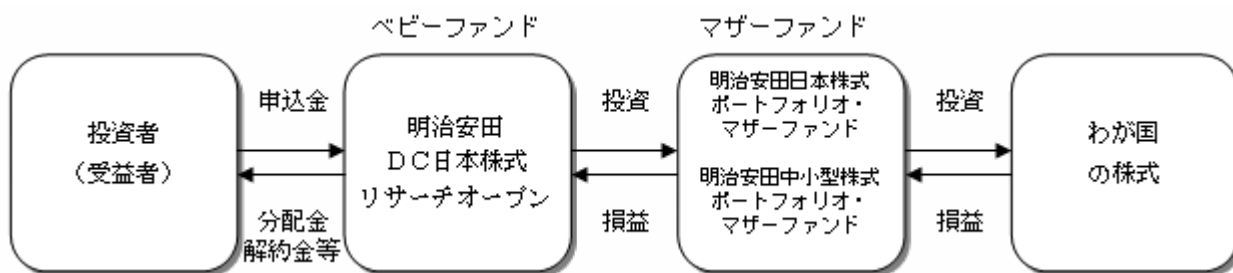 ベビーファンド
マザーファンド
投資者
（受益者）
申込金
分配金
解約金等
明治安田
ＤＣ日本株式
リサーチオープン
投資
損益
明治安田日本株式
ポートフォリオ・
マザーファンド
明治安田中小型株式
ポートフォリオ・
マザーファンド
投資
損益
わが国
の株式